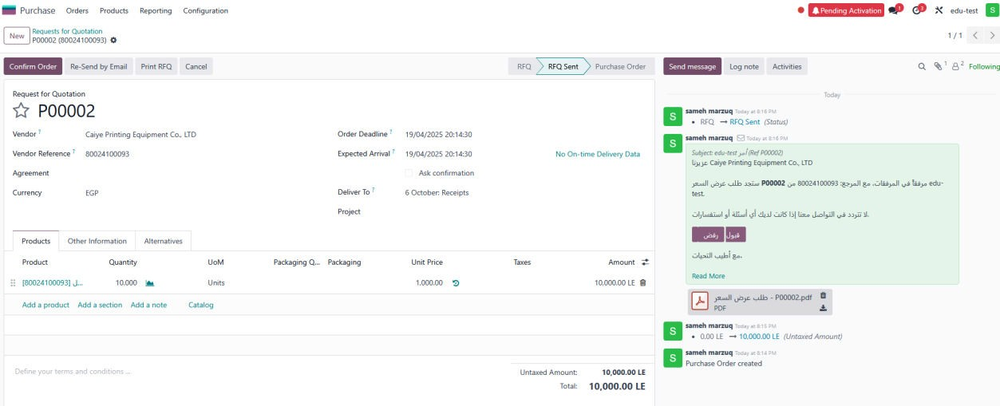 Purchase Orders Products Reporting Configuration
Pending Activation 1 3 edu-test S
New Requests for Quotation
P00002 (80024100093)
1 / 1
Confirm Order Re-Send by Email Print RFQ Cancel
RFQ RFQ Sent Purchase Order
Send message Log note Activities
1 2 Following
Request for Quotation
P00002
Vendor ? Caiye Printing Equipment Co., LTD
Vendor Reference ? 80024100093
Agreement
Currency EGP
Order Deadline ? 19/04/2025 20:14:30
Expected Arrival ? 19/04/2025 20:14:30 No On-time Delivery Data
Ask confirmation
Deliver To ? 6 October: Receipts
Project
Products Other Information Alternatives
Product Quantity UoM Packaging Q... Packaging Unit Price Taxes Amount
[80024100093] ل... 10.000 Units 1,000.00 10,000.00 LE
Add a product Add a section Add a note Catalog
Define your terms and conditions ...
Untaxed Amount: 10,000.00 LE
Total: 10,000.00 LE
Today
S sameh marzuq Today at 8:16 PM
RFQ → RFQ Sent (Status)
S sameh marzuq Today at 8:16 PM
Subject: edu-test أمر (Ref P00002)
عزيزنا Caiye Printing Equipment Co., LTD
ستجد طلب عرض السعر P00002 مرفقاً في المرفقات، مع المرجع: 80024100093 من edu-
test.
لا تتردد في التواصل معنا إذا كانت لديك أي أسئلة أو استفسارات.
قبول رفض
مع أطيب التحيات.
Read More
طلب عرض السعر - P00002.pdf
PDF
S sameh marzuq Today at 8:15 PM
0.00 LE → 10,000.00 LE (Untaxed Amount)
S sameh marzuq Today at 8:14 PM
Purchase Order created